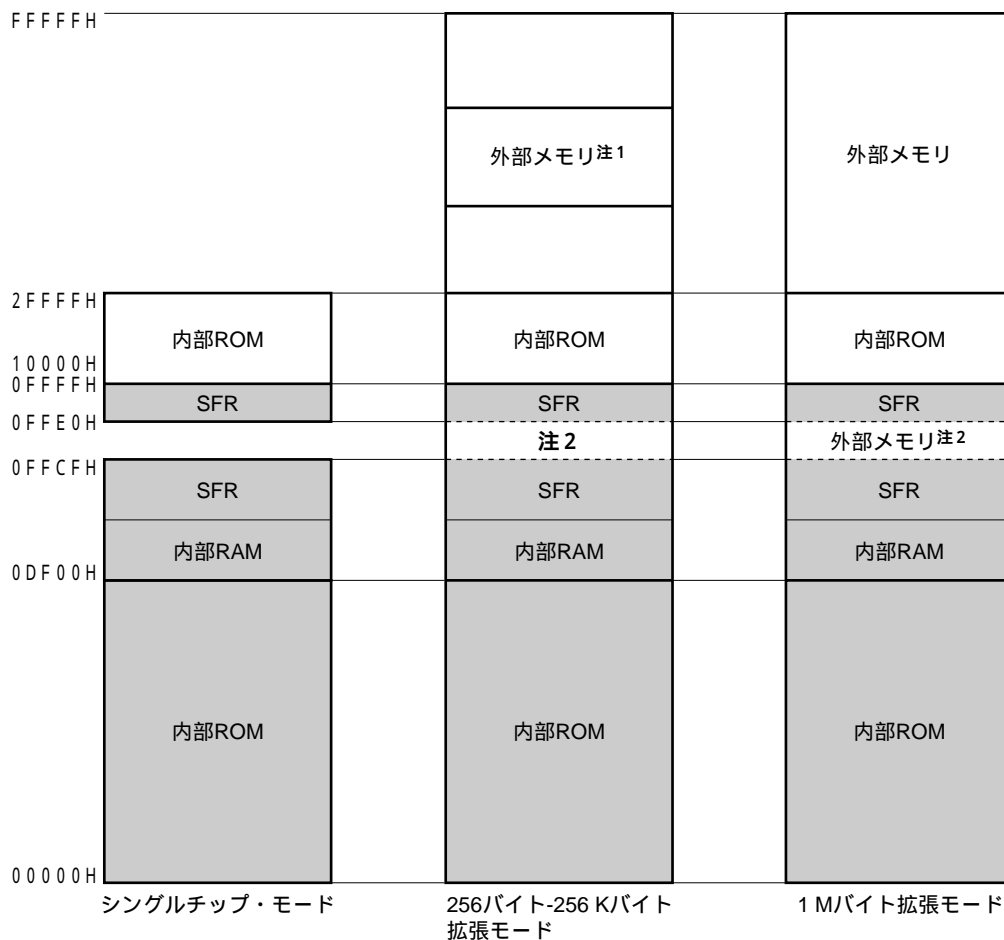 FFFFFH
外部メモリ注1
外部メモリ
2FFFFH
内部ROM
内部ROM
内部ROM
10000H
0FFFFH
SFR
SFR
SFR
0FFE0H
注2
外部メモリ注2
0FFCFH
SFR
SFR
SFR
内部RAM
内部RAM
内部RAM
0DF00H
内部ROM
内部ROM
内部ROM
00000H
シングルチップ・モード
256バイト-256 Kバイト
拡張モード
1 Mバイト拡張モード